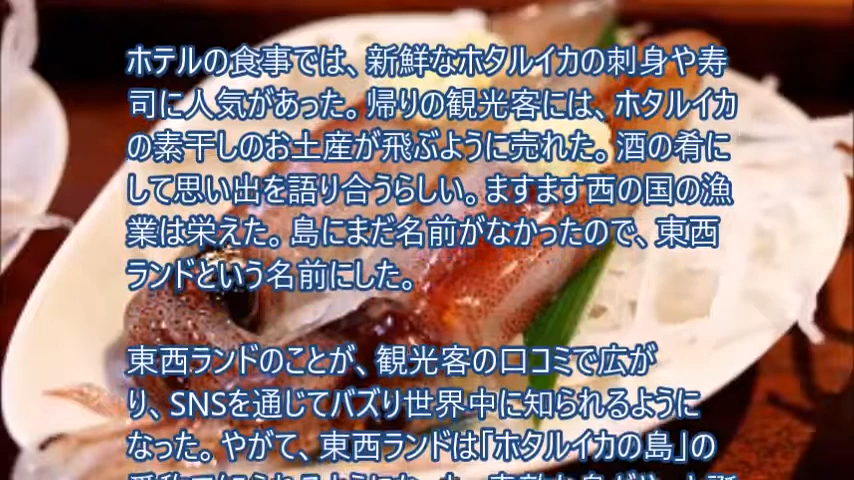 ホテルの食事では、新鮮なホタルイカの刺身や寿
司に人気があった。帰りの観光客には、ホタルイカ
の素干しのお土産が飛ぶように売れた。酒の肴に
して思い出を語り合うらしい。ますます西の国の漁
業は栄えた。島にまだ名前がなかったので、東西
ランドという名前にした。
東西ランドのことが、観光客の口コミで広が
り、SNSを通じてバズり世界中に知られるように
なった。やがて、東西ランドは「ホタルイカの島」の